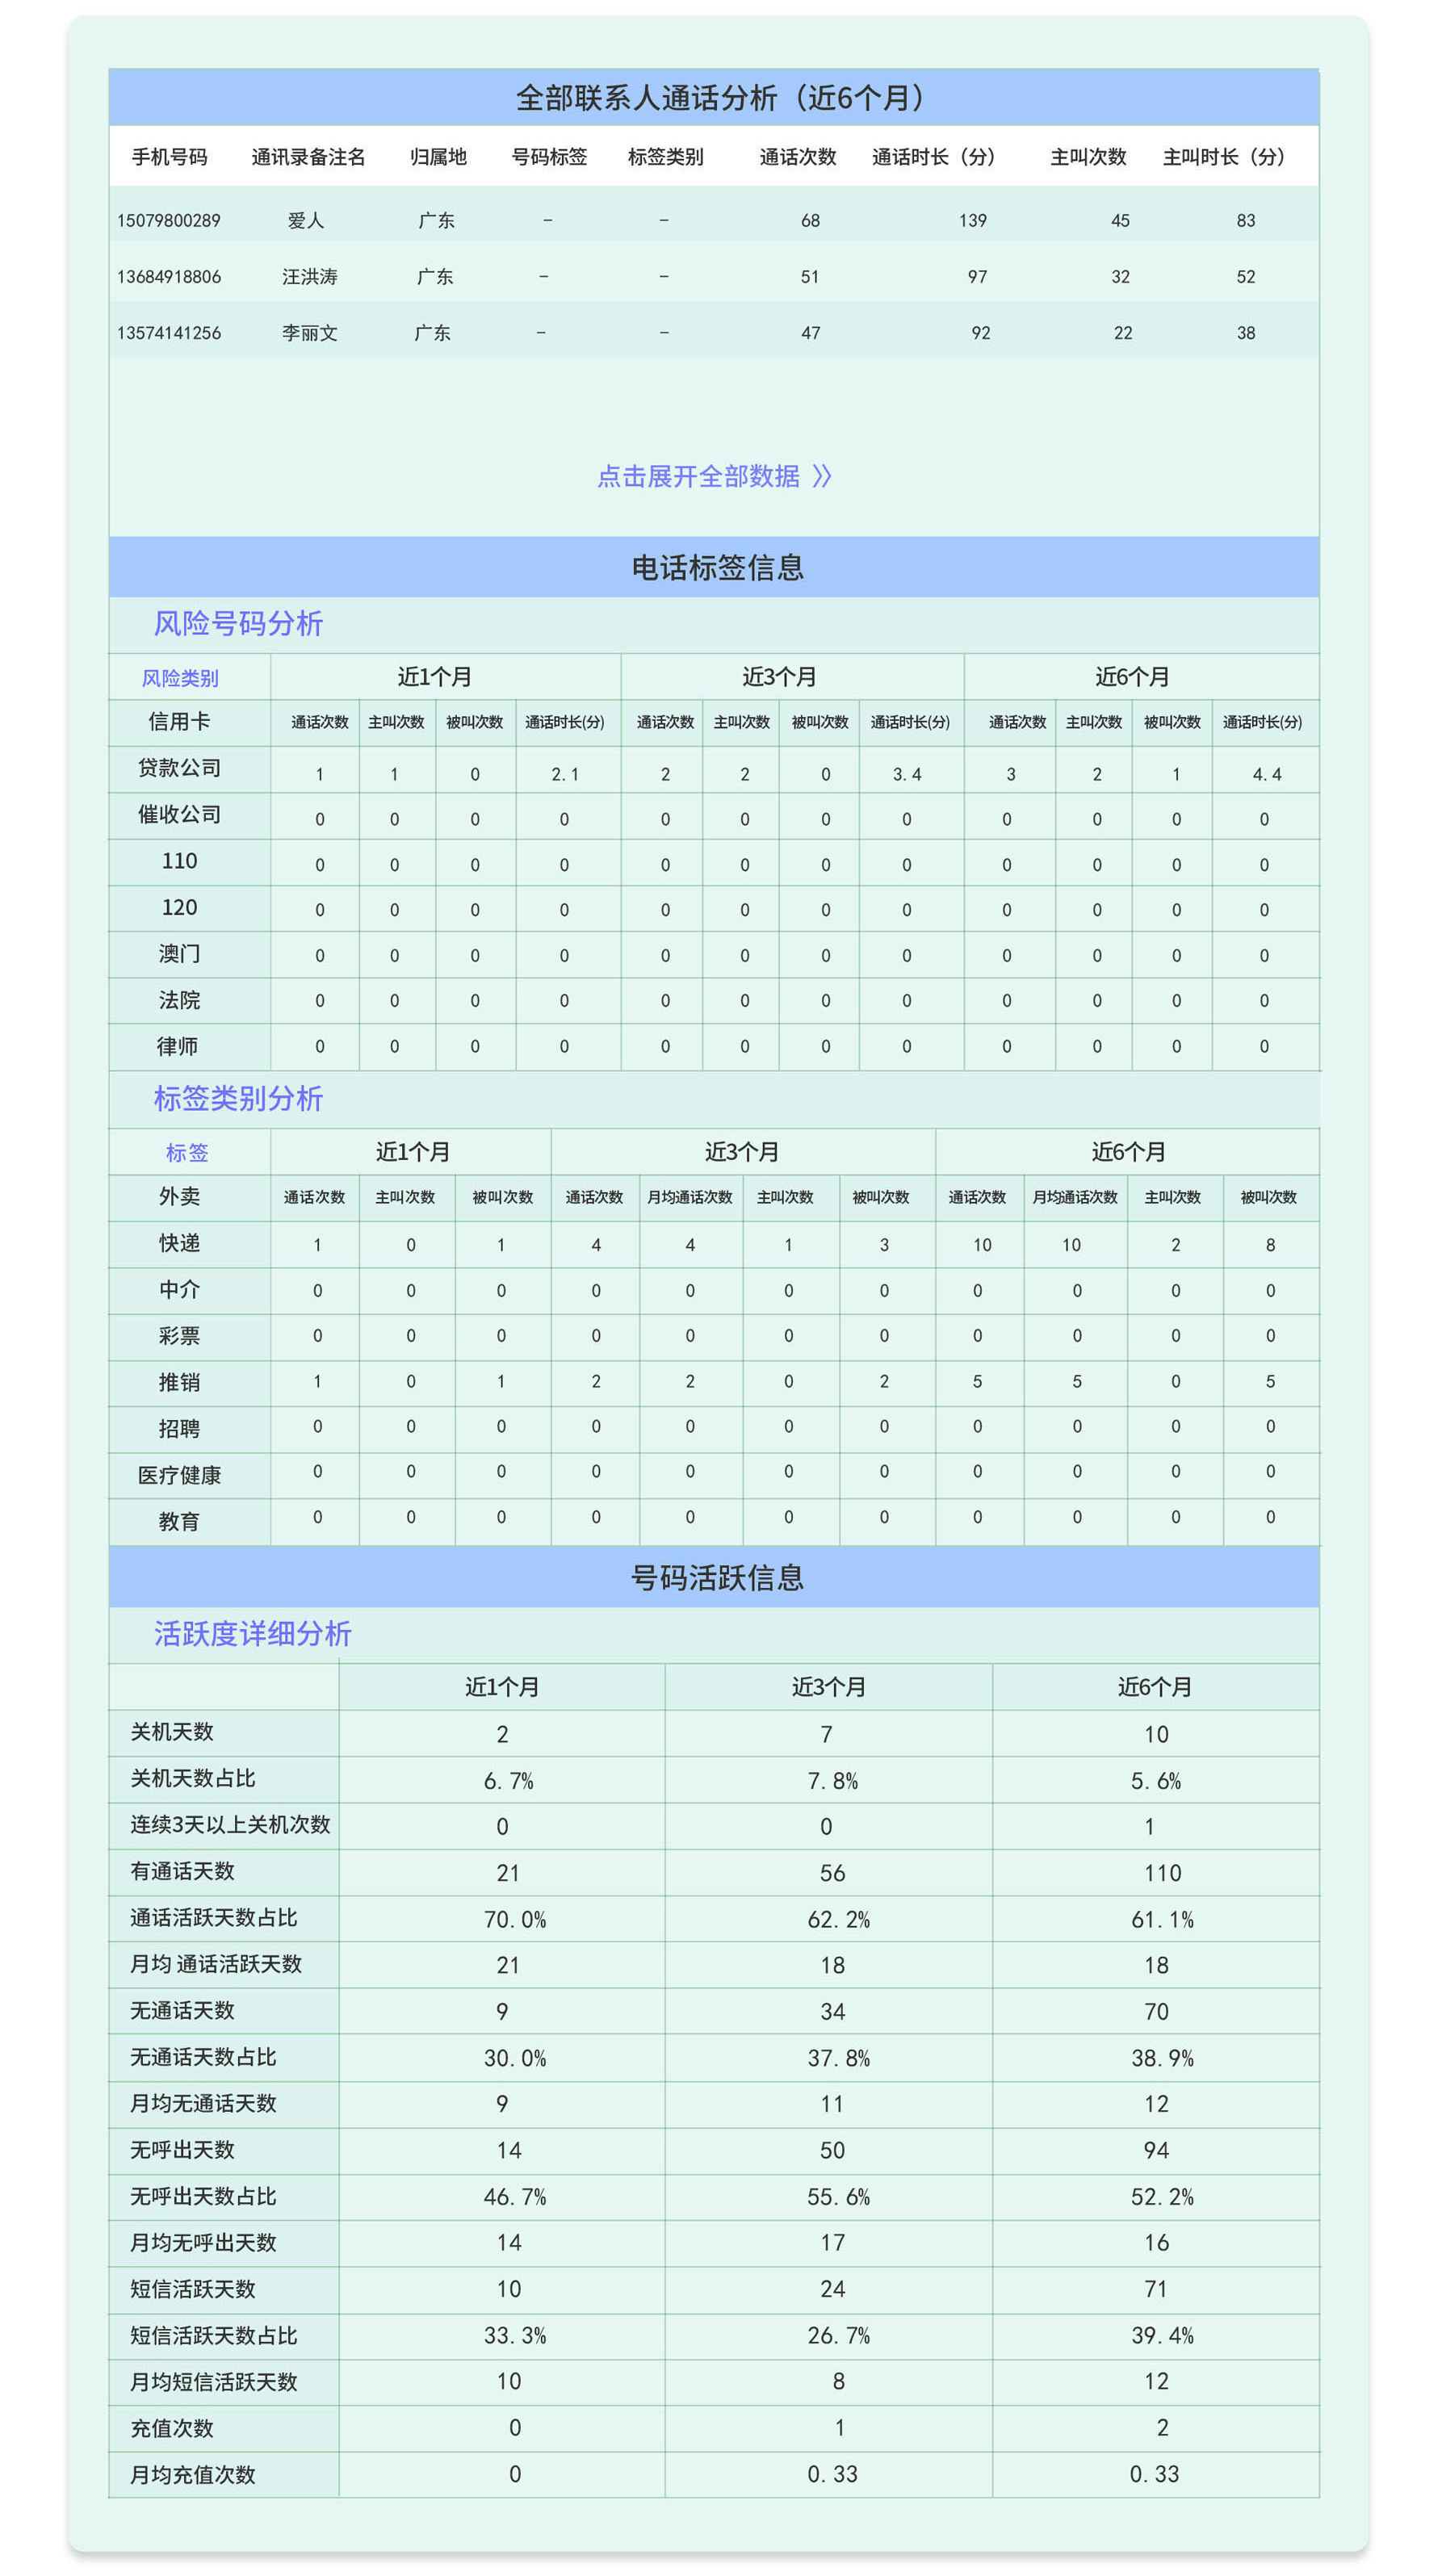 全部联系人通话分析（近6个月）
手机号码 通讯录备注名 归属地 号码标签 标签类别 通话次数 通话时长（分） 主叫次数 主叫时长（分）
15079800289 爱人 广东 - - 68 139 45 83
13684918806 汪洪涛 广东 - - 51 97 32 52
13574141256 李丽文 广东 - - 47 92 22 38
点击展开全部数据 》
电话标签信息
风险号码分析
风险类别 近1个月 近3个月 近6个月
信用卡 通话次数 主叫次数 被叫次数 通话时长(分) 通话次数 主叫次数 被叫次数 通话时长(分) 通话次数 主叫次数 被叫次数 通话时长(分)
贷款公司 1 1 0 2.1 2 2 0 3.4 3 2 1 4.4
催收公司 0 0 0 0 0 0 0 0 0 0 0 0
110 0 0 0 0 0 0 0 0 0 0 0 0
120 0 0 0 0 0 0 0 0 0 0 0 0
澳门 0 0 0 0 0 0 0 0 0 0 0 0
法院 0 0 0 0 0 0 0 0 0 0 0 0
律师 0 0 0 0 0 0 0 0 0 0 0 0
标签类别分析
标签 近1个月 近3个月 近6个月
外卖 通话次数 主叫次数 被叫次数 通话次数 月均通话次数 主叫次数 被叫次数 通话次数 月均通话次数 主叫次数 被叫次数
快递 1 0 1 4 4 1 3 10 10 2 8
中介 0 0 0 0 0 0 0 0 0 0 0
彩票 0 0 0 0 0 0 0 0 0 0 0
推销 1 0 1 2 2 0 2 5 5 0 5
招聘 0 0 0 0 0 0 0 0 0 0 0
医疗健康 0 0 0 0 0 0 0 0 0 0 0
教育 0 0 0 0 0 0 0 0 0 0 0
号码活跃信息
活跃度详细分析
近1个月 近3个月 近6个月
关机天数 2 7 10
关机天数占比 6.7% 7.8% 5.6%
连续3天以上关机次数 0 0 1
有通话天数 21 56 110
通话活跃天数占比 70.0% 62.2% 61.1%
月均 通话活跃天数 21 18 18
无通话天数 9 34 70
无通话天数占比 30.0% 37.8% 38.9%
月均无通话天数 9 11 12
无呼出天数 14 50 94
无呼出天数占比 46.7% 55.6% 52.2%
月均无呼出天数 14 17 16
短信活跃天数 10 24 71
短信活跃天数占比 33.3% 26.7% 39.4%
月均短信活跃天数 10 8 12
充值次数 0 1 2
月均充值次数 0 0.33 0.33